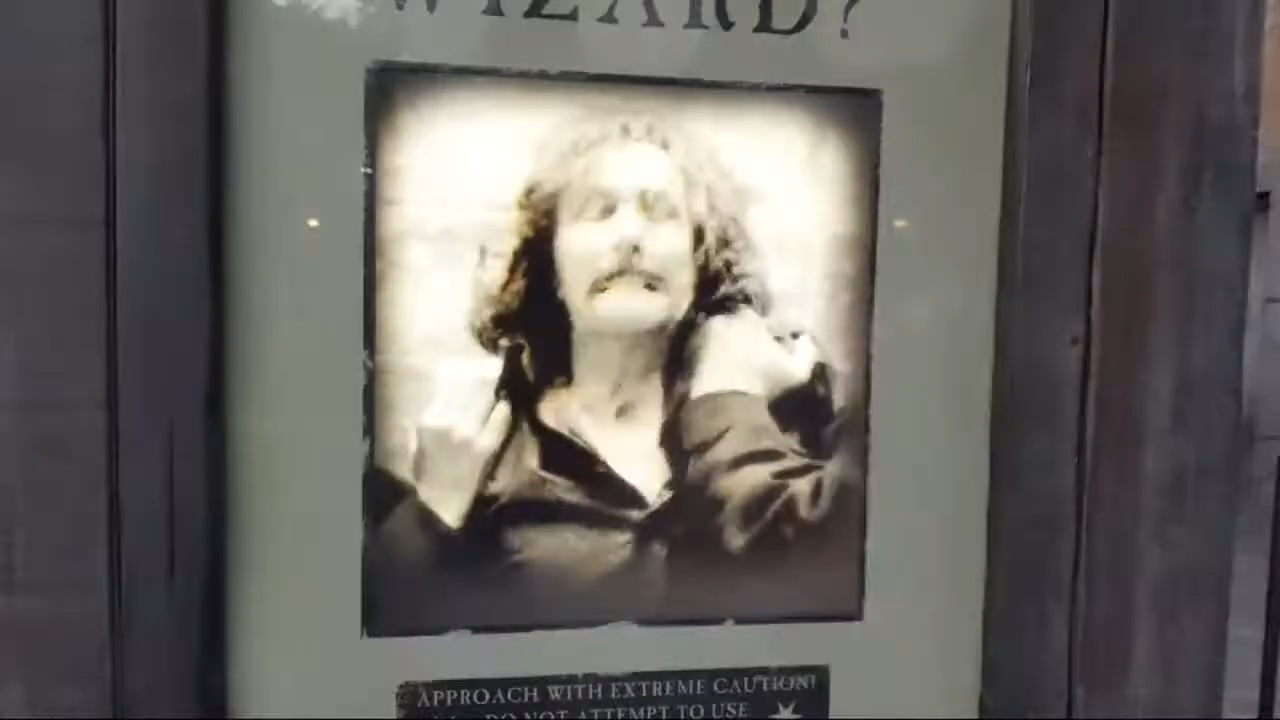 WIZARD?
APPROACH WITH EXTREME CAUTION!
DO NOT ATTEMPT TO USE